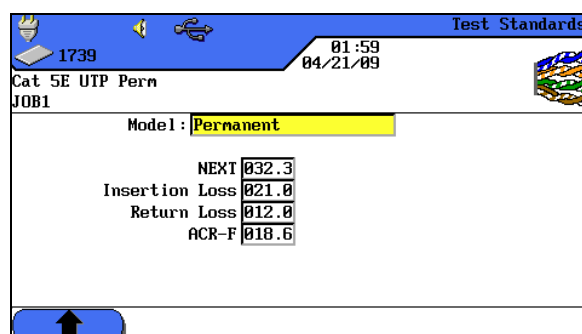 Test Standards
1739
01:59
04/21/09
Cat 5E UTP Perm
JOB1
Model: Permanent
NEXT 032.3
Insertion Loss 021.0
Return Loss 012.0
ACR-F 018.6